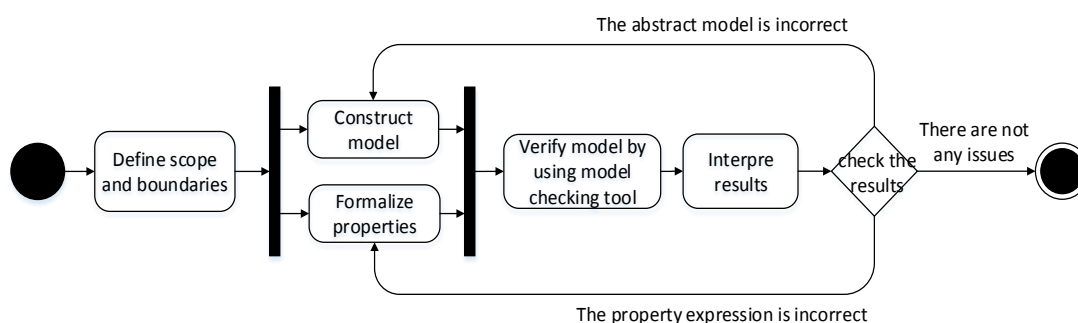 The abstract model is incorrect
Define scope
and boundaries
Construct
model
Formalize
properties
Verify model by
using model
checking tool
Interpre
results
check the
results
There are not
any issues
The property expression is incorrect